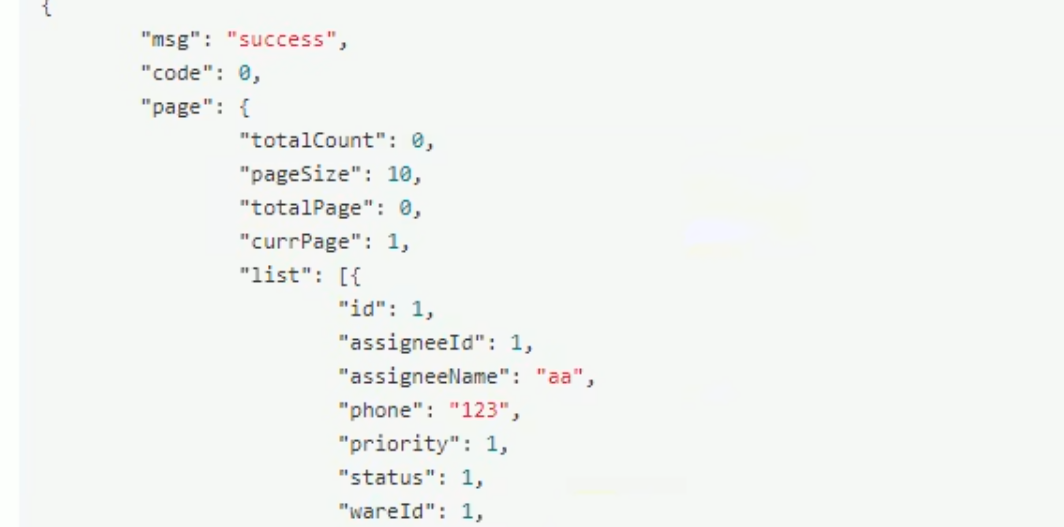 {
"msg": "success",
"code": 0,
"page": {
"totalCount": 0,
"pageSize": 10,
"totalPage": 0,
"currPage": 1,
"list": [{
"id": 1,
"assigneeId": 1,
"assigneeName": "aa",
"phone": "123",
"priority": 1,
"status": 1,
"wareId": 1,